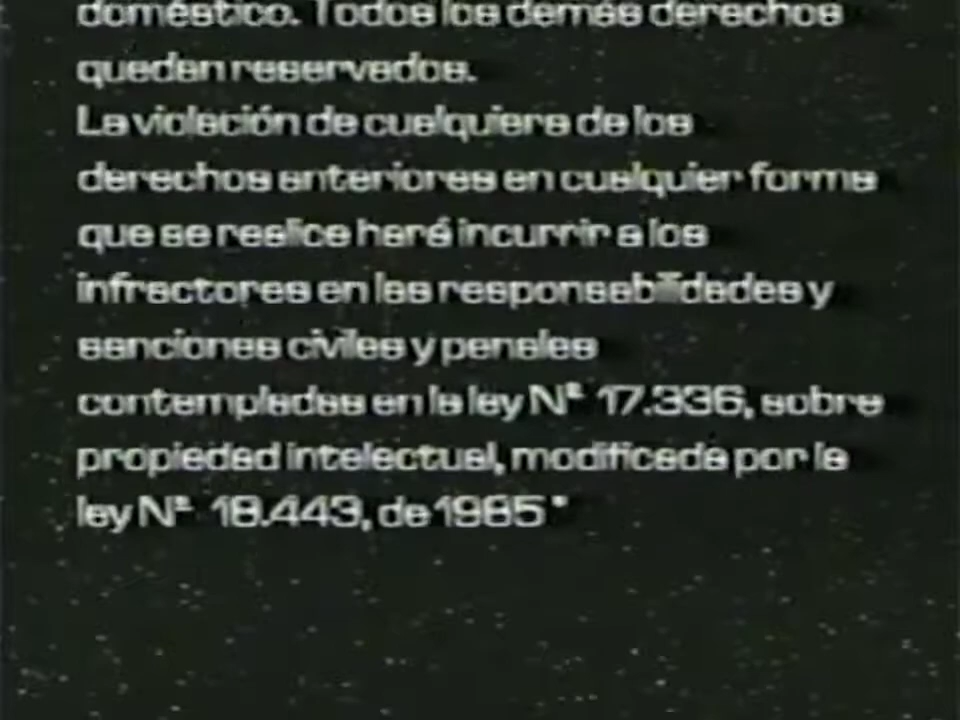 doméstico. Todos los demás derechos
quedan reservados.
La violación de cualquiera de los
derechos anteriores en cualquier forma
que se realice hará incurrir a los
infractores en las responsabilidades y
sanciones civiles y penales
contempladas en la ley Nº 17.336, sobre
propiedad intelectual, modificada por la
ley Nº 18.443, de 1985"